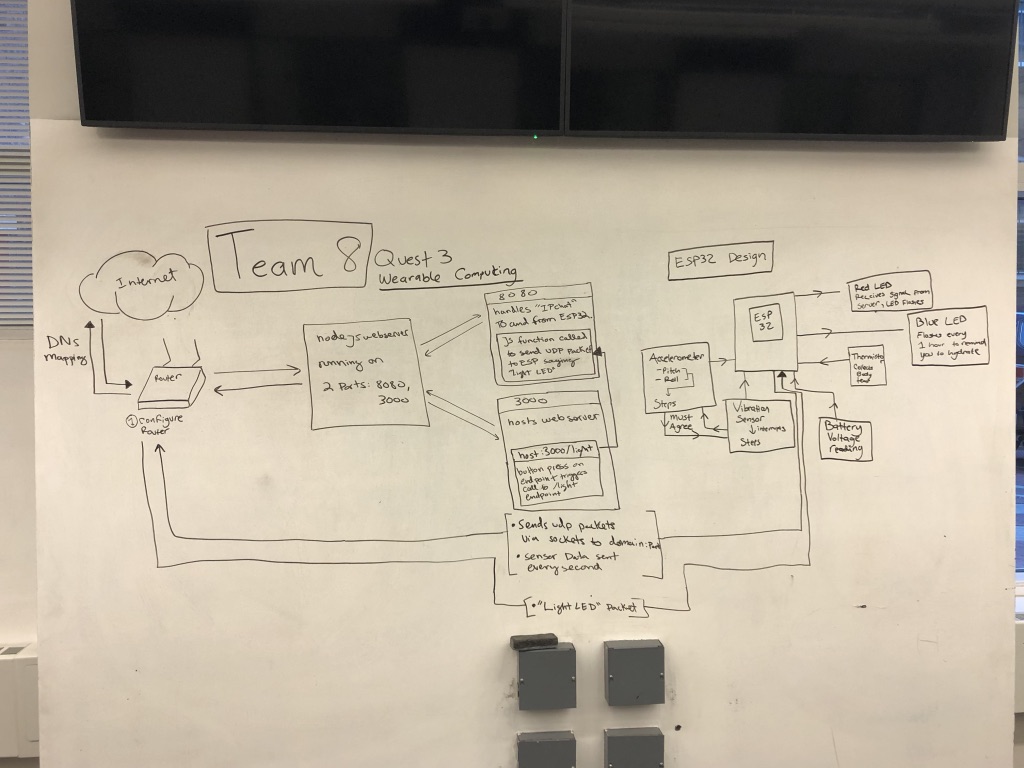 Team 8
Quest 3
Wearable Computing
Internet
DNS
Mapping
Router
① Configure
Router
nodejs webserver
running on
2 Ports: 8080,
3000
8080
handles "IPchat"
to and from ESP32
JS function called
to send UDP Packet
to ESP saying
"light LED"
3000
hosts web server
host:3000/light
button press on
endpoint triggers
call to /light
endpoint
• Sends udp packets
via sockets to domain:Port
• sensor Data sent
every second
• "Light LED" Packet
ESP32 Design
ESP
32
Red LED
Receives signal from
server, LED flashes
Blue LED
Flashes every
1 hour to remind
you to hydrate
Thermistor
Collects
Body
temp
Accelerometer
- Pitch
- Roll
Steps
Must
Agree
Vibration
Sensor
interrupts
Steps
Battery
Voltage
reading